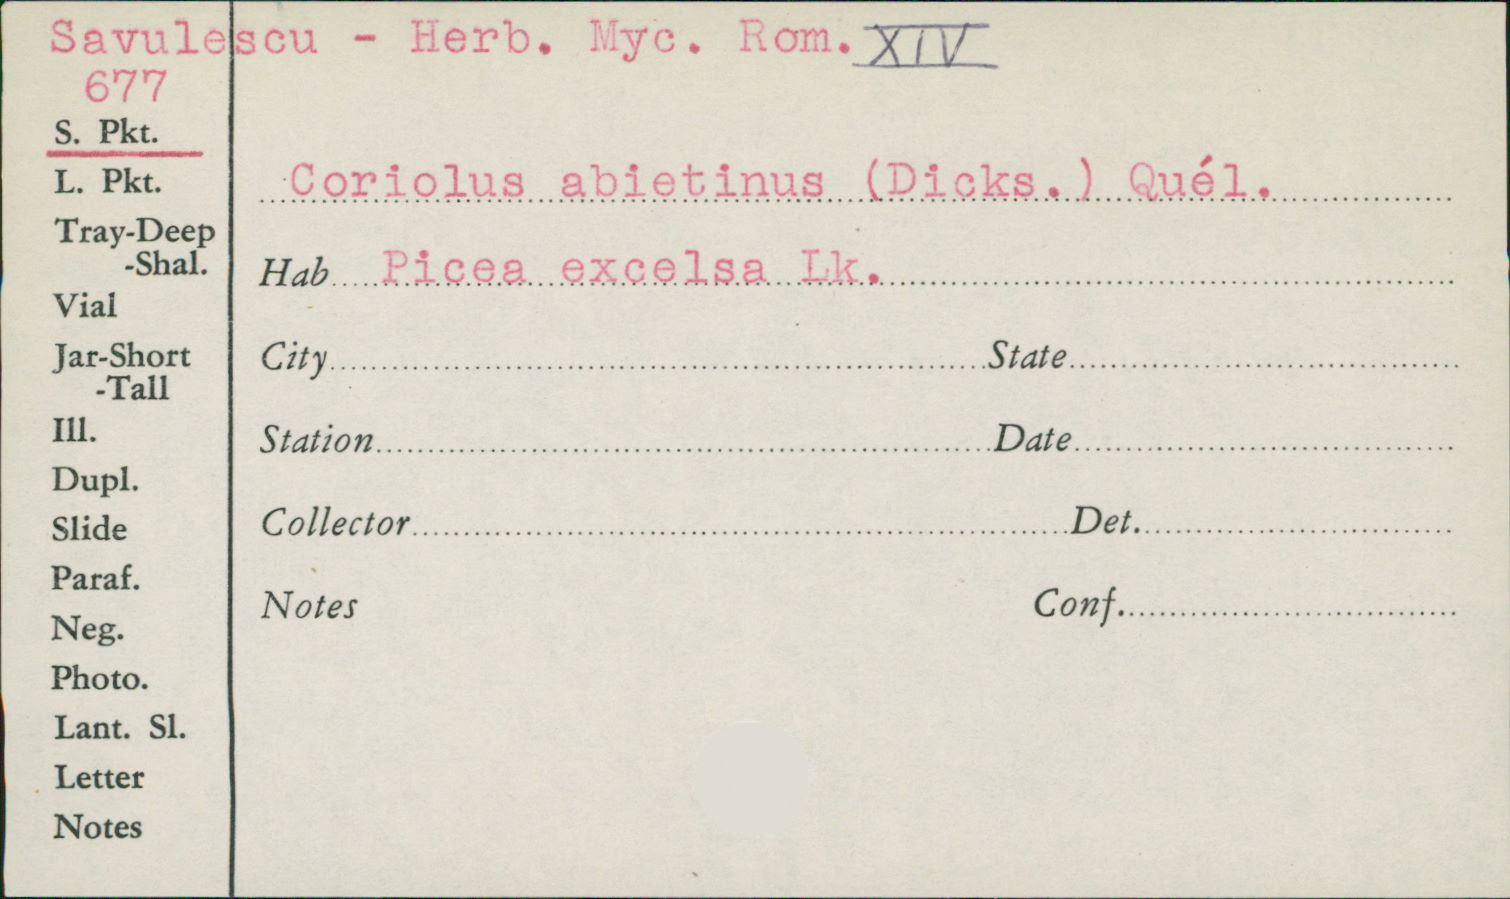 Savulescu - Herb. Myc. Rom. XIV
677
S. Pkt.
L. Pkt.
Tray-Deep
-Shal.
Vial
Jar-Short
-Tall
Ill.
Dupl.
Slide
Paraf.
Neg.
Photo.
Lant. Sl.
Letter
Notes
Coriolus abietinus (Dicks.) Quél.
Hab Picea excelsa Lk.
City State
Station Date
Collector Det.
Notes Conf.